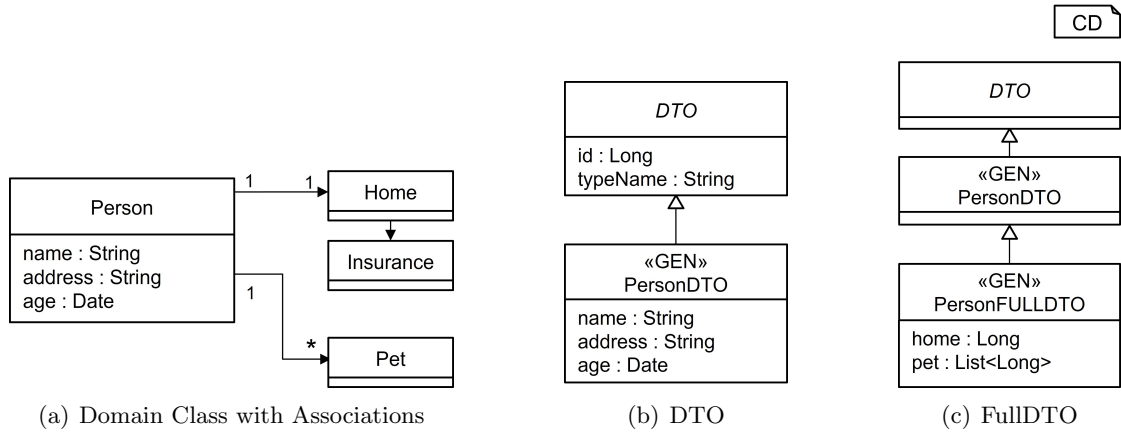 CD
Person
name : String
address : String
age : Date
1
1
Home
Insurance
1
*
Pet
(a) Domain Class with Associations
DTO
id : Long
typeName : String
«GEN»
PersonDTO
name : String
address : String
age : Date
(b) DTO
DTO
«GEN»
PersonDTO
«GEN»
PersonFULLDTO
home : Long
pet : List<Long>
(c) FullDTO